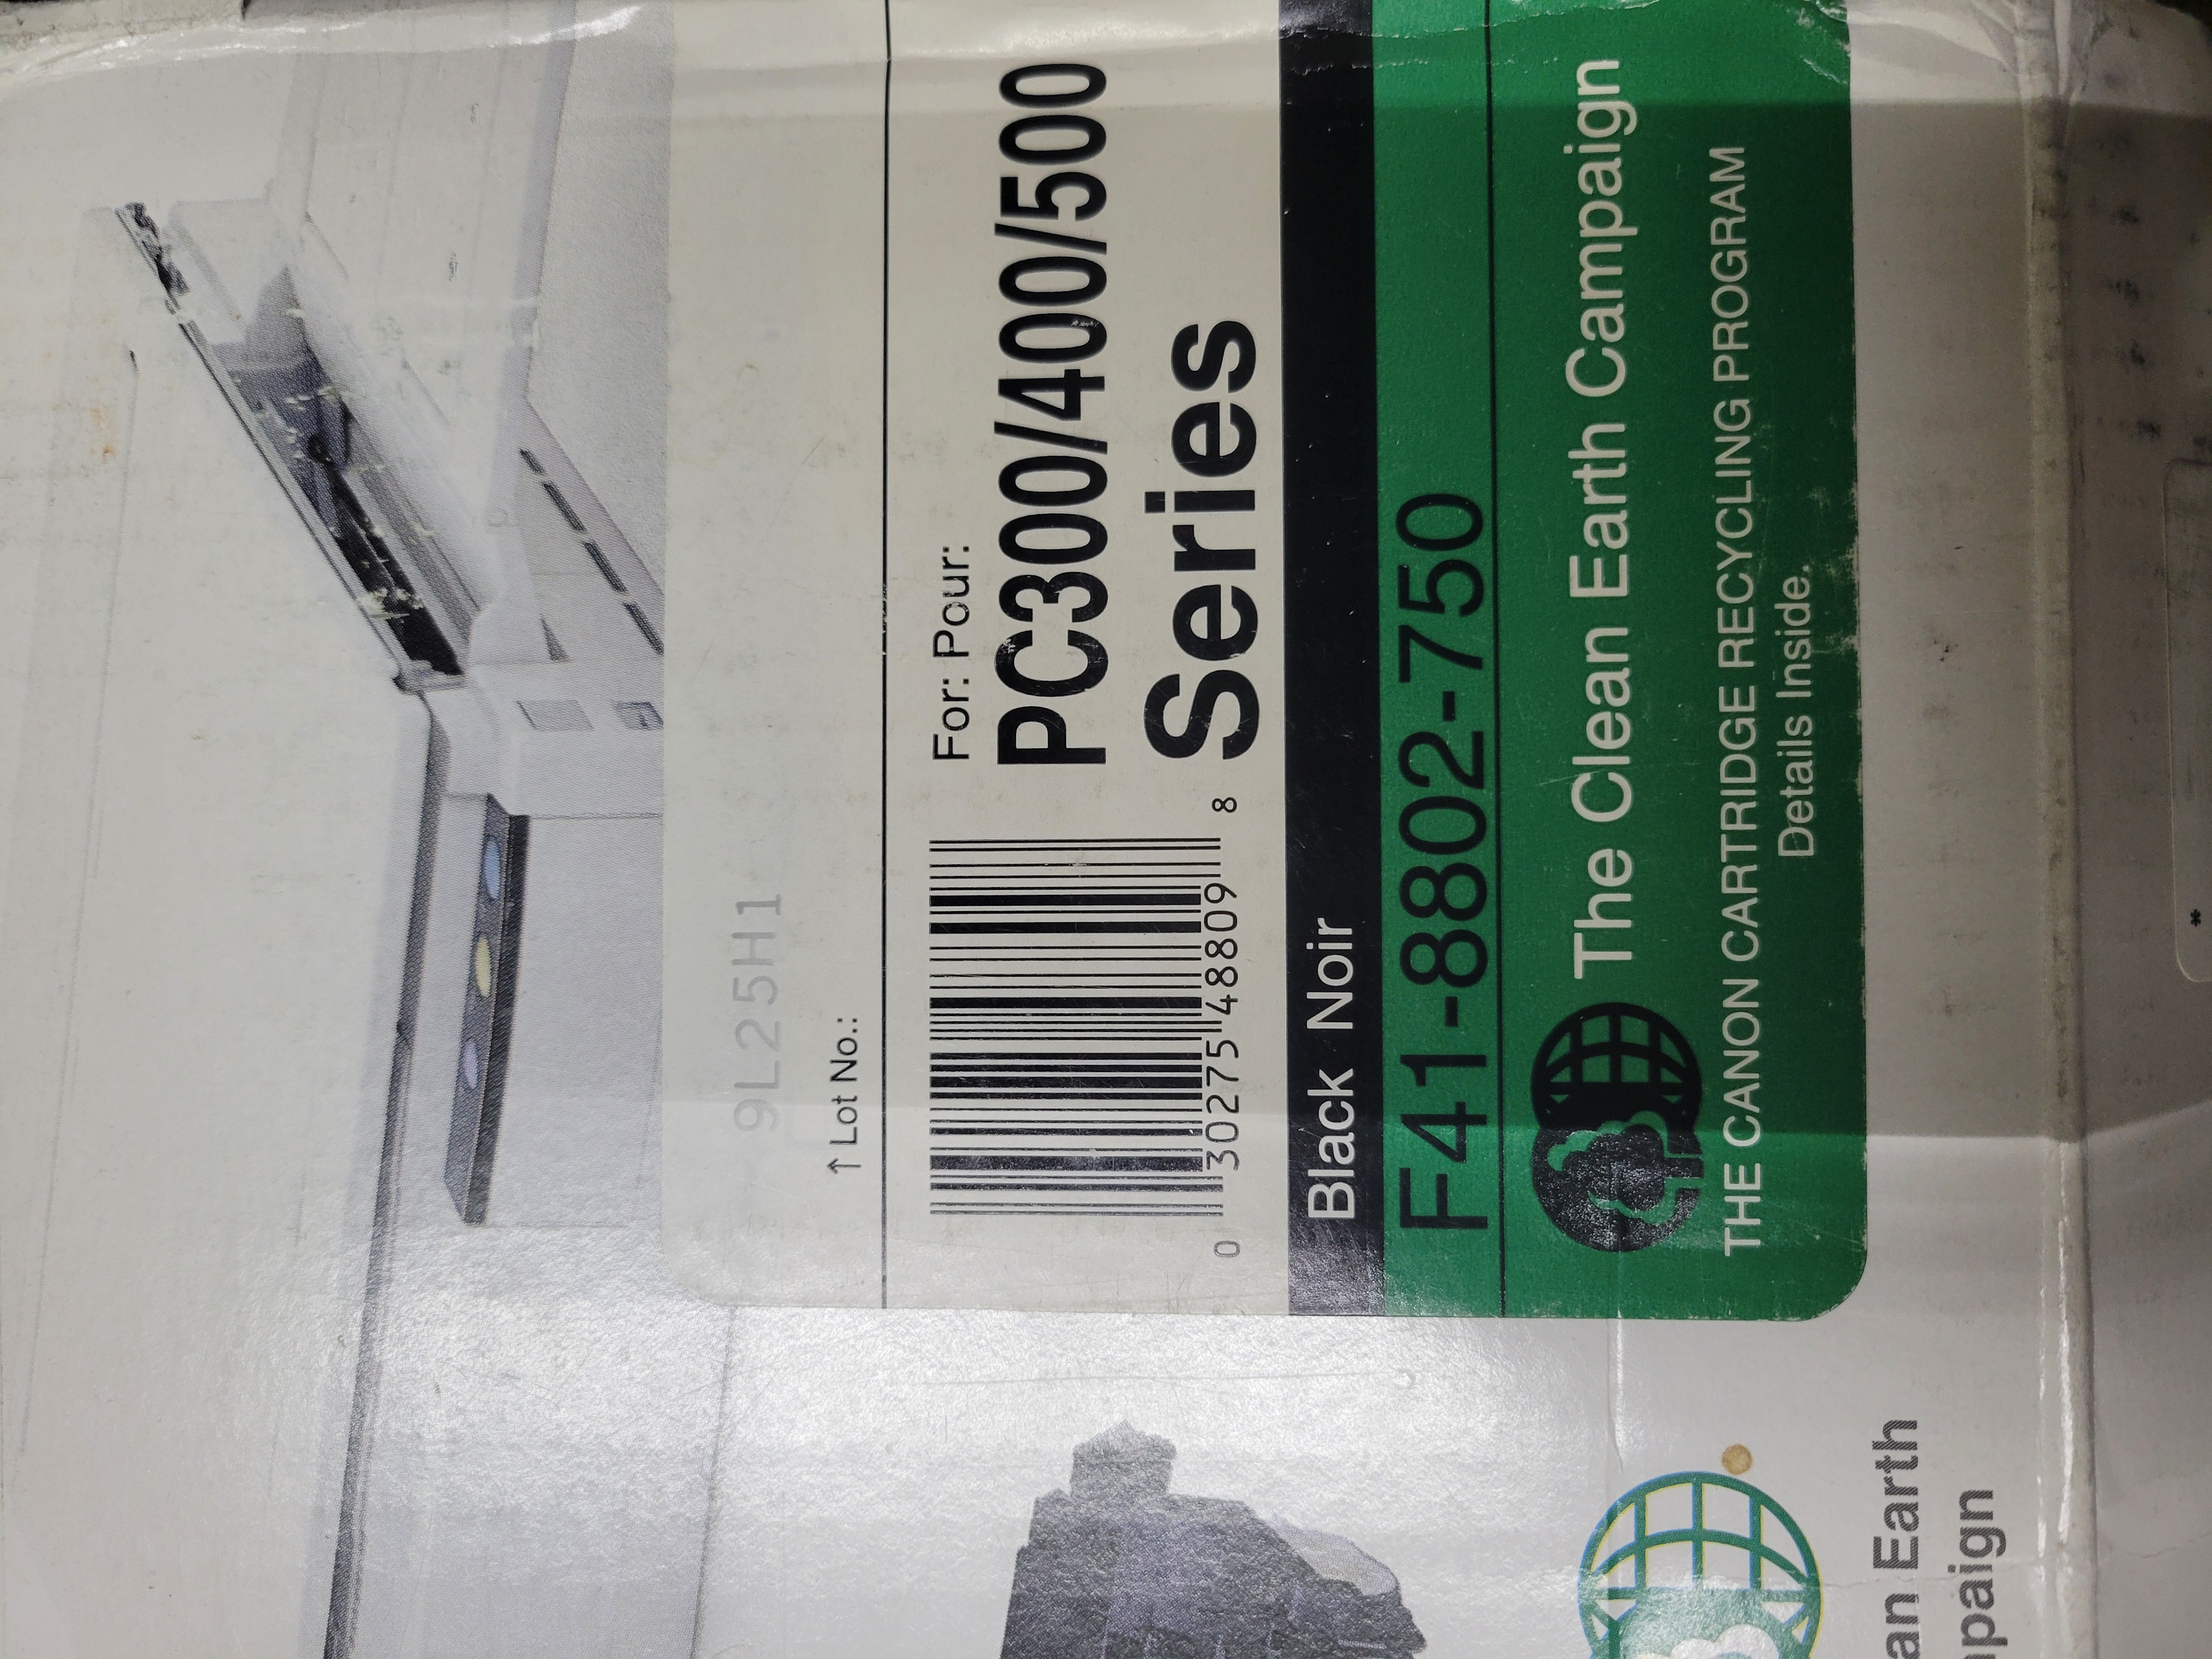 9L25H1
↑ Lot No.:
For: Pour:
PC300/400/500
Series
0 30275 48809 8
Black Noir
F41-8802-750
The Clean Earth Campaign
THE CANON CARTRIDGE RECYCLING PROGRAM
Details Inside.
an Earth
paign
*